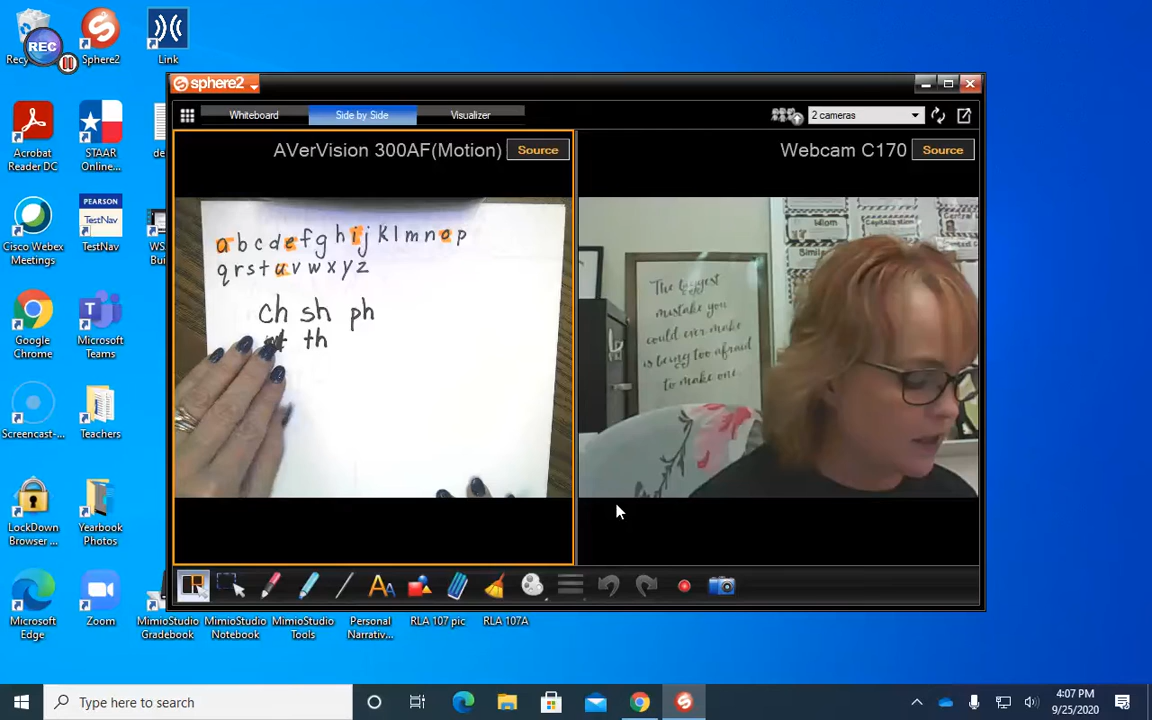 REC
Recy
Sphere2
Link
sphere2
Whiteboard
Side by Side
Visualizer
2 cameras
AVerVision 300AF(Motion)
Source
Webcam C170
Source
a b c d e f g h i j k l m n o p
q r s t u v w x y z
ch sh ph
th
The biggest
mistake you
could ever make
is being too afraid
to make one.
Idiom
Acrobat
Reader DC
STAAR
Online...
de
Cisco Webex
Meetings
PEARSON
TestNav
TestNav
WS
Bu
Google
Chrome
Microsoft
Teams
Screencast-...
Teachers
LockDown
Browser ...
Yearbook
Photos
Microsoft
Edge
Zoom
MimioStudio
Gradebook
MimioStudio
Notebook
MimioStudio
Tools
Personal
Narrativ...
RLA 107 pic
RLA 107A
Type here to search
4:07 PM
9/25/2020